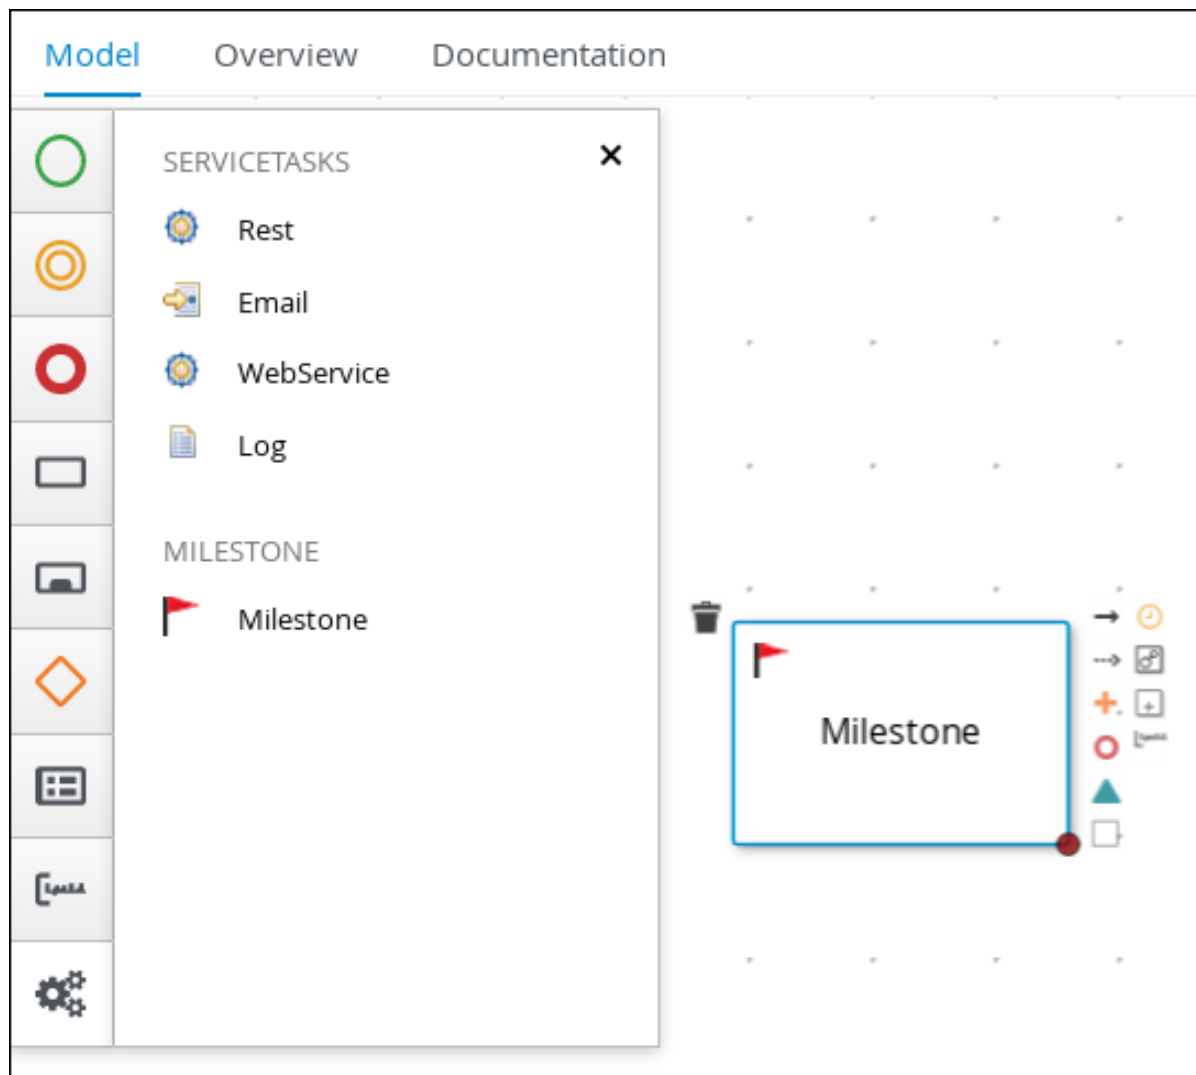 Model Overview Documentation
SERVICETASKS
Rest
Email
WebService
Log
MILESTONE
Milestone
Milestone